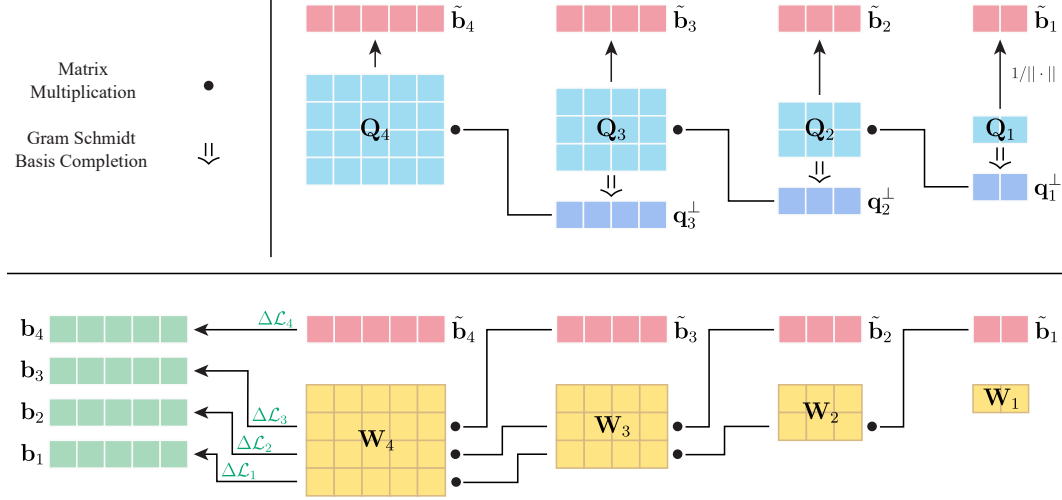 b̃₄
b̃₃
b̃₂
b̃₁
Matrix
Multiplication
Gram Schmidt
Basis Completion
1/|| · ||
Q₄
Q₃
Q₂
Q₁
q₃⊥
q₂⊥
q₁⊥
b₄
Δℒ₄
b̃₄
b̃₃
b̃₂
b̃₁
b₃
b₂
b₁
Δℒ₃
Δℒ₂
Δℒ₁
W₄
W₃
W₂
W₁